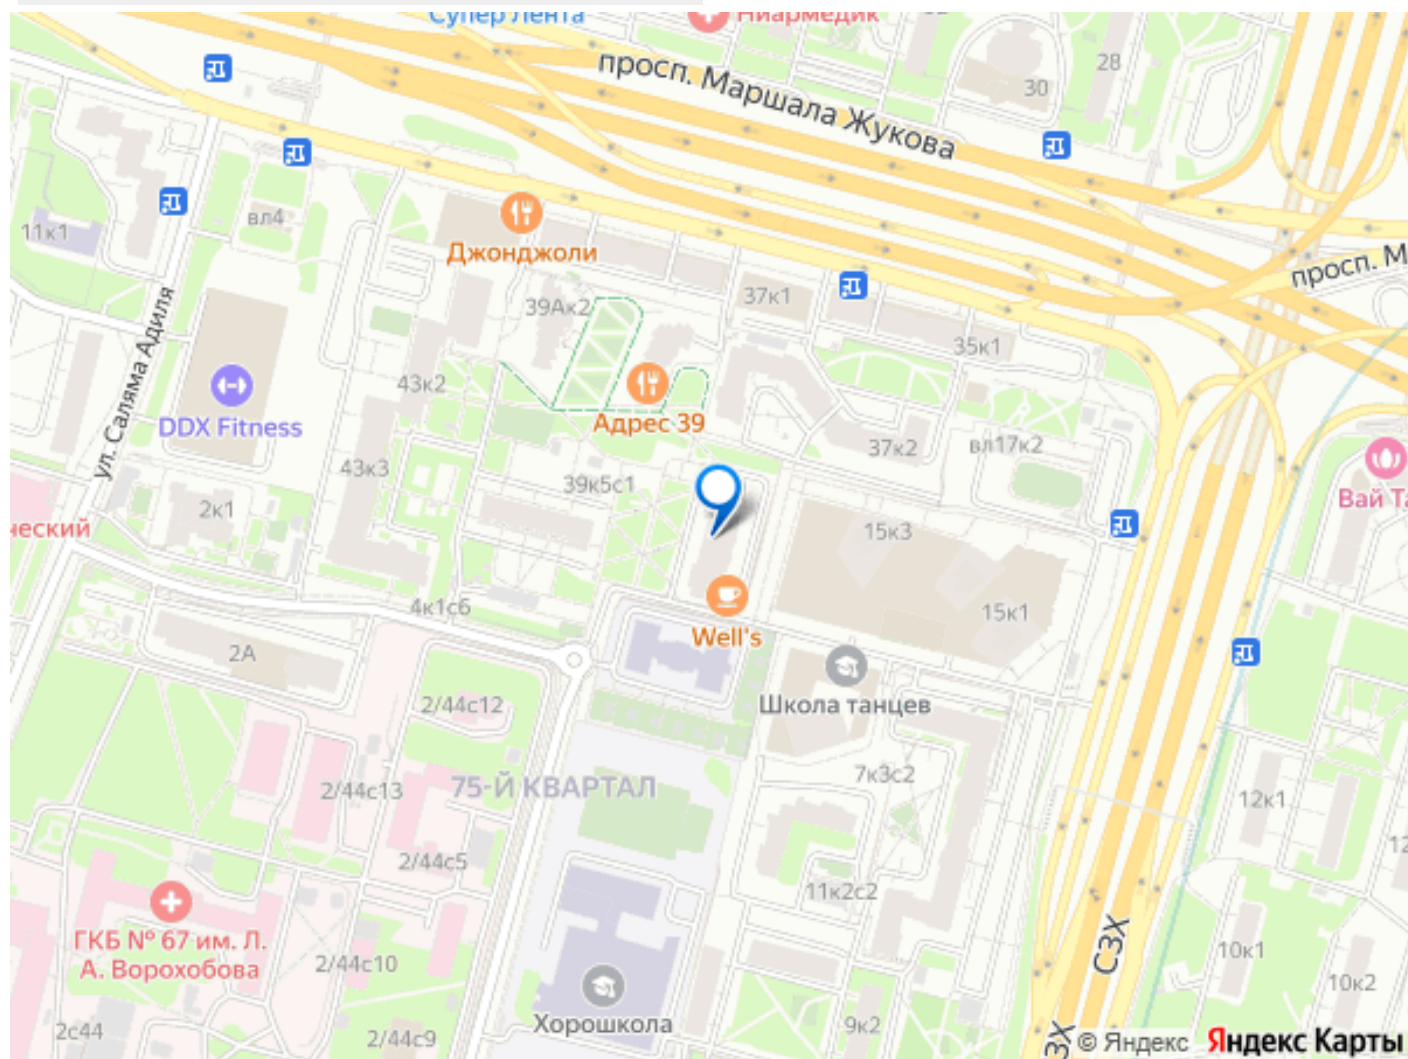 Супер Лента
Ниармедик
28
30
просп. Маршала Жукова
11к1
вл4
Джонджоли
просп. М
39Ак2
37к1
35к1
ул. Саляма Адиля
43к2
DDX Fitness
Адрес 39
37к2
вл17к2
43к3
39к5с1
Вай Та
2к1
ческий
15к3
4к1с6
15к1
Well's
2А
2/44с12
Школа танцев
75-Й КВАРТАЛ
7к3с2
2/44с13
12к1
12
2/44с5
11к2с2
ГКБ № 67 им. Л.
А. Ворохобова
2/44с10
СЗХ
10к1
10к2
Хорошкола
2с44
2/44с9
9к2
ЗХ
© Яндекс Яндекс Карты